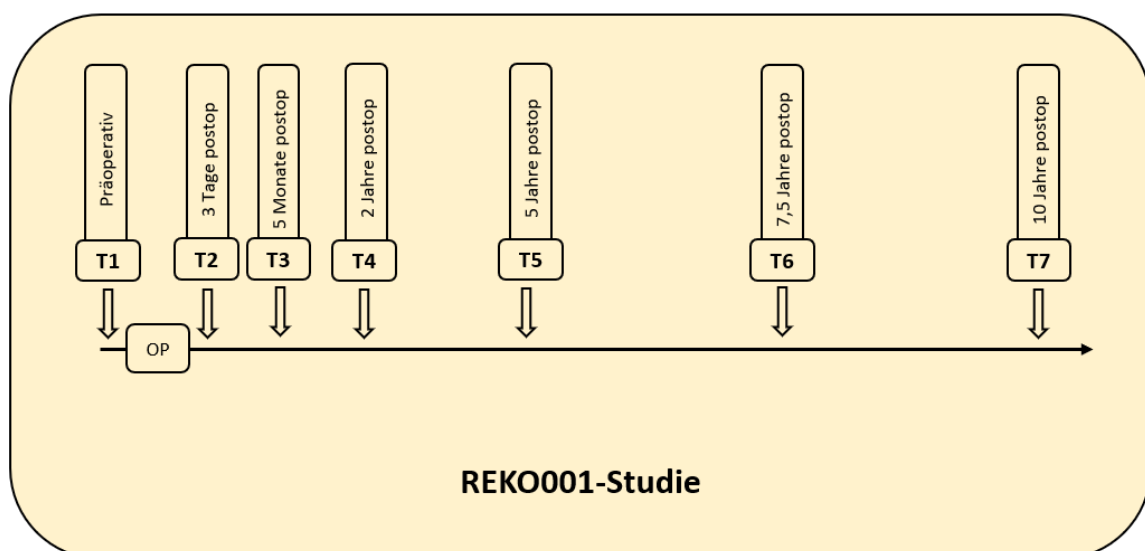 Präoperativ
3 Tage postop
5 Monate postop
2 Jahre postop
5 Jahre postop
7,5 Jahre postop
10 Jahre postop
T1
T2
T3
T4
T5
T6
T7
OP
REKO001-Studie